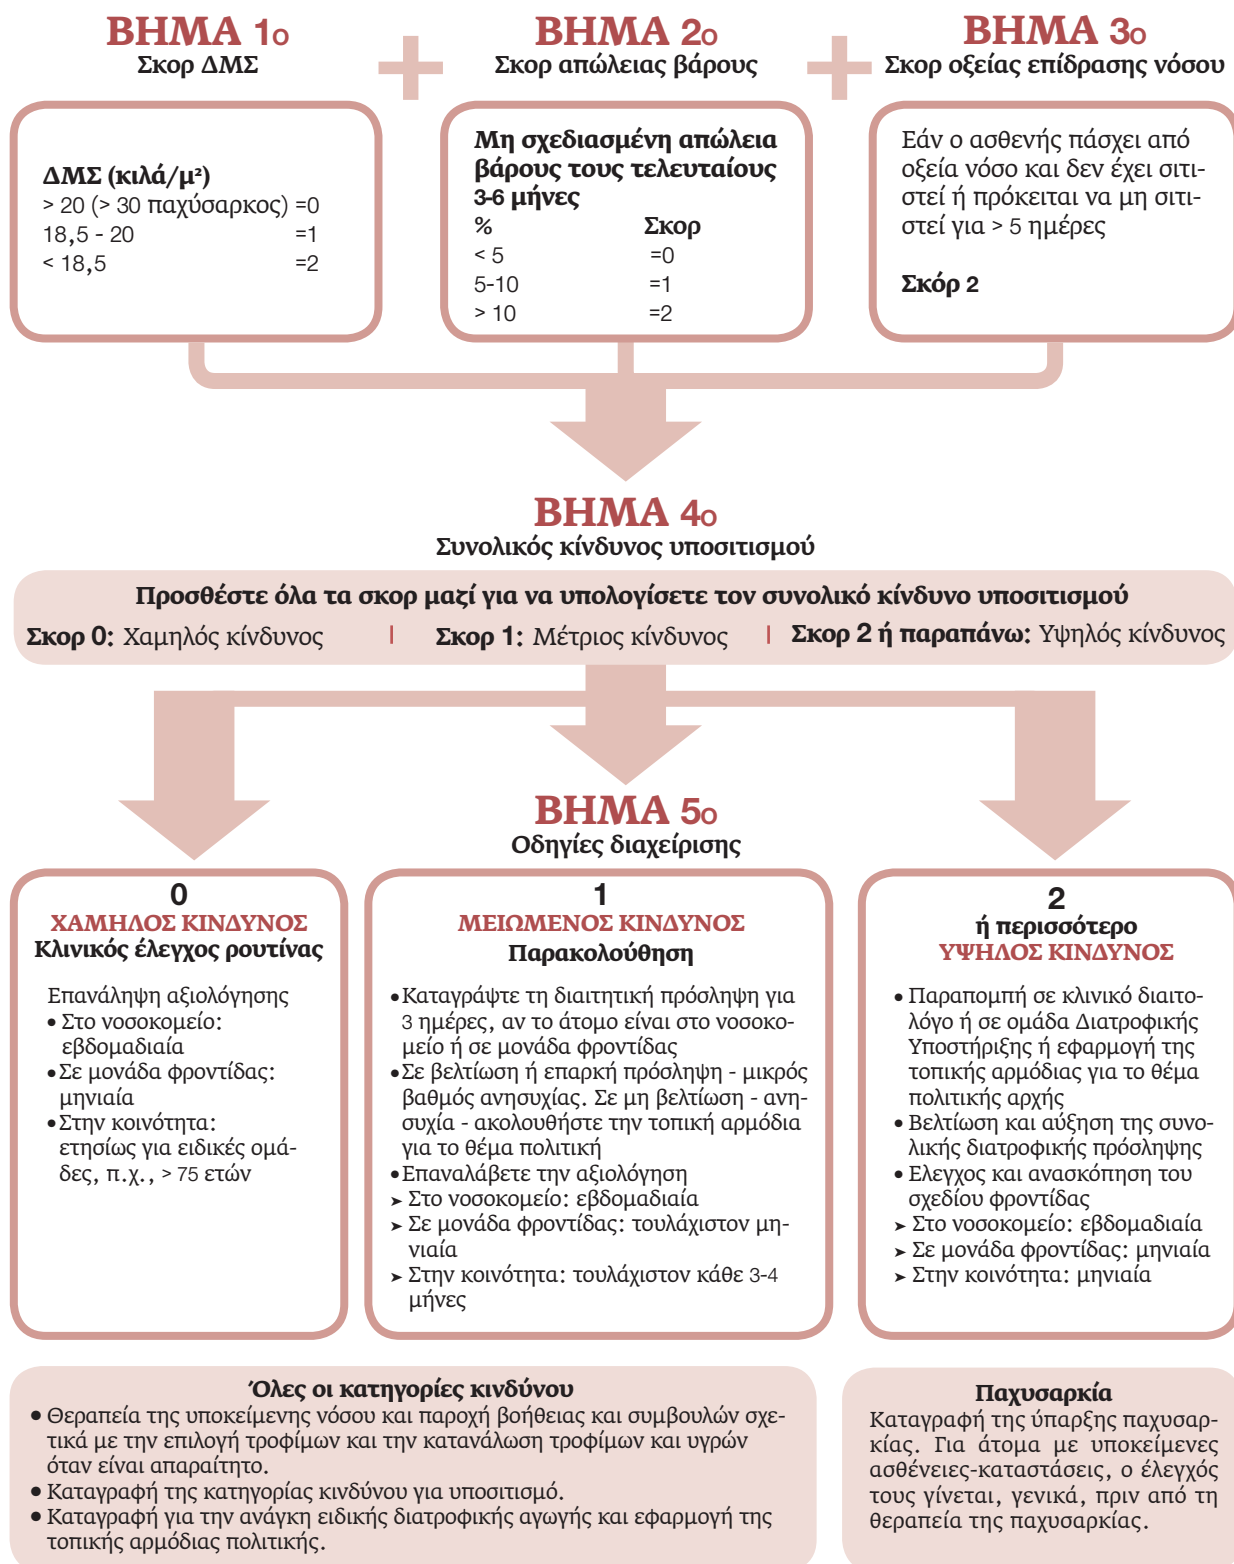 ΒΗΜΑ 1ο
Σκορ ΔΜΣ
ΔΜΣ (κιλά/μ²)
> 20 (> 30 παχύσαρκος) =0
18,5 - 20 =1
< 18,5 =2
ΒΗΜΑ 2ο
Σκορ απώλειας βάρους
Μη σχεδιασμένη απώλεια
βάρους τους τελευταίους
3-6 μήνες
% Σκορ
< 5 =0
5-10 =1
> 10 =2
ΒΗΜΑ 3ο
Σκορ οξείας επίδρασης νόσου
Εάν ο ασθενής πάσχει από
οξεία νόσο και δεν έχει σιτι-
στεί ή πρόκειται να μη σιτι-
στεί για > 5 ημέρες
Σκόρ 2
ΒΗΜΑ 4ο
Συνολικός κίνδυνος υποσιτισμού
Προσθέστε όλα τα σκορ μαζί για να υπολογίσετε τον συνολικό κίνδυνο υποσιτισμού
Σκορ 0: Χαμηλός κίνδυνος | Σκορ 1: Μέτριος κίνδυνος | Σκορ 2 ή παραπάνω: Υψηλός κίνδυνος
ΒΗΜΑ 5ο
Οδηγίες διαχείρισης
0
ΧΑΜΗΛΟΣ ΚΙΝΔΥΝΟΣ
Κλινικός έλεγχος ρουτίνας
Επανάληψη αξιολόγησης
• Στο νοσοκομείο:
εβδομαδιαία
• Σε μονάδα φροντίδας:
μηνιαία
• Στην κοινότητα:
ετησίως για ειδικές ομά-
δες, π.χ., > 75 ετών
1
ΜΕΙΩΜΕΝΟΣ ΚΙΝΔΥΝΟΣ
Παρακολούθηση
• Καταγράψτε τη διαιτητική πρόσληψη για
3 ημέρες, αν το άτομο είναι στο νοσοκο-
μείο ή σε μονάδα φροντίδας
• Σε βελτίωση ή επαρκή πρόσληψη - μικρός
βαθμός ανησυχίας. Σε μη βελτίωση - ανη-
συχία - ακολουθήστε την τοπική αρμόδια
για το θέμα πολιτική
• Επαναλάβετε την αξιολόγηση
➤ Στο νοσοκομείο: εβδομαδιαία
➤ Σε μονάδα φροντίδας: τουλάχιστον μη-
νιαία
➤ Στην κοινότητα: τουλάχιστον κάθε 3-4
μήνες
2
ή περισσότερο
ΥΨΗΛΟΣ ΚΙΝΔΥΝΟΣ
• Παραπομπή σε κλινικό διαιτο-
λόγο ή σε ομάδα Διατροφικής
Υποστήριξης ή εφαρμογή της
τοπικής αρμόδιας για το θέμα
πολιτικής αρχής
• Βελτίωση και αύξηση της συνο-
λικής διατροφικής πρόσληψης
• Ελεγχος και ανασκόπηση του
σχεδίου φροντίδας
➤ Στο νοσοκομείο: εβδομαδιαία
➤ Σε μονάδα φροντίδας: μηνιαία
➤ Στην κοινότητα: μηνιαία
Όλες οι κατηγορίες κινδύνου
• Θεραπεία της υποκείμενης νόσου και παροχή βοήθειας και συμβουλών σχε-
τικά με την επιλογή τροφίμων και την κατανάλωση τροφίμων και υγρών
όταν είναι απαραίτητο.
• Καταγραφή της κατηγορίας κινδύνου για υποσιτισμό.
• Καταγραφή για την ανάγκη ειδικής διατροφικής αγωγής και εφαρμογή της
τοπικής αρμόδιας πολιτικής.
Παχυσαρκία
Καταγραφή της ύπαρξης παχυσαρ-
κίας. Για άτομα με υποκείμενες
ασθένειες-καταστάσεις, ο έλεγχός
τους γίνεται, γενικά, πριν από τη
θεραπεία της παχυσαρκίας.